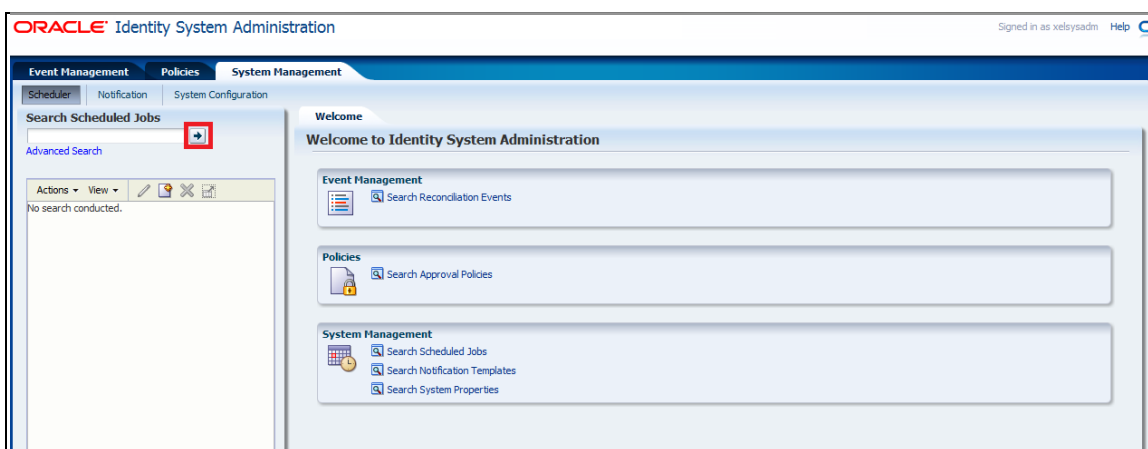 ORACLE Identity System Administration
Signed in as xelsysadm Help
Event Management Policies System Management
Scheduler Notification System Configuration
Search Scheduled Jobs
Advanced Search
Actions View
No search conducted.
Welcome
Welcome to Identity System Administration
Event Management
Search Reconciliation Events
Policies
Search Approval Policies
System Management
Search Scheduled Jobs
Search Notification Templates
Search System Properties